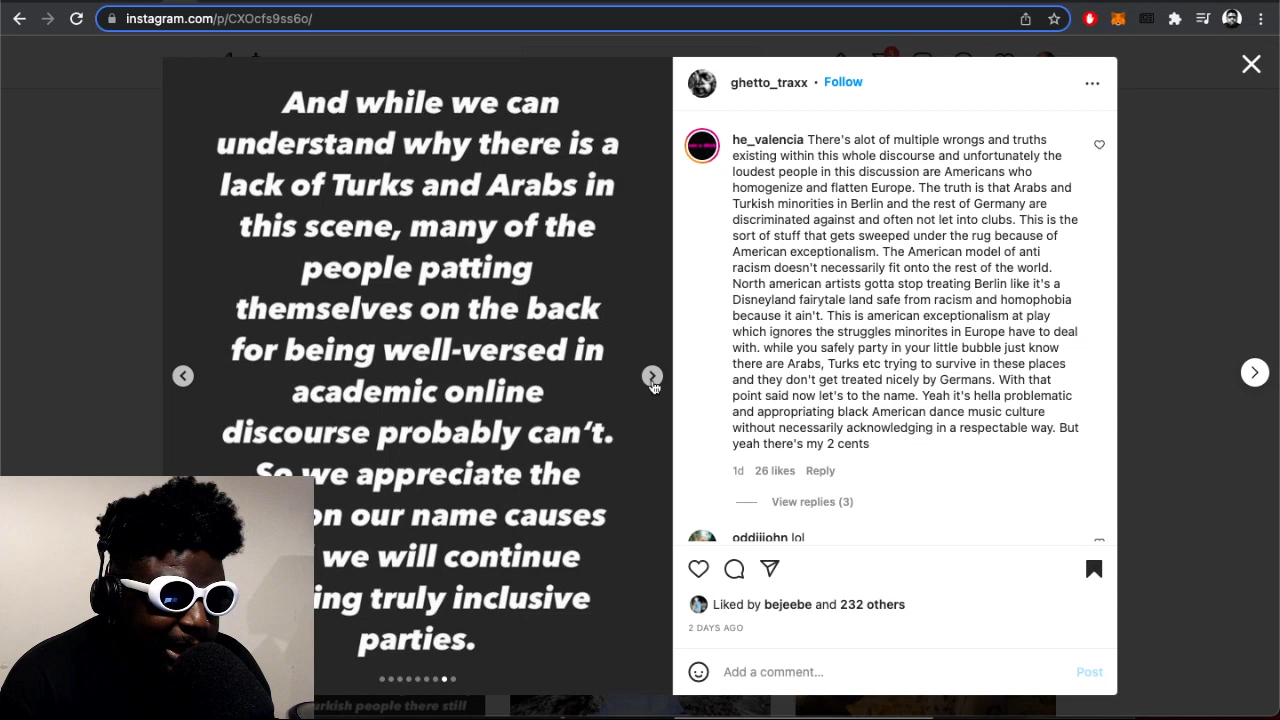 instagram.com/p/CXOcfs9ss6o/
And while we can
understand why there is a
lack of Turks and Arabs in
this scene, many of the
people patting
themselves on the back
for being well-versed in
academic online
discourse probably can't.
So we appreciate the
on our name causes
we will continue
truly inclusive
parties.
urkish people there still
ghetto_traxx • Follow
he_valencia There's alot of multiple wrongs and truths
existing within this whole discourse and unfortunately the
loudest people in this discussion are Americans who
homogenize and flatten Europe. The truth is that Arabs and
Turkish minorities in Berlin and the rest of Germany are
discriminated against and often not let into clubs. This is the
sort of stuff that gets sweeped under the rug because of
American exceptionalism. The American model of anti
racism doesn't necessarily fit onto the rest of the world.
North american artists gotta stop treating Berlin like it's a
Disneyland fairytale land safe from racism and homophobia
because it ain't. This is american exceptionalism at play
which ignores the struggles minorites in Europe have to deal
with. while you safely party in your little bubble just know
there are Arabs, Turks etc trying to survive in these places
and they don't get treated nicely by Germans. With that
point said now let's to the name. Yeah it's hella problematic
and appropriating black American dance music culture
without necessarily acknowledging in a respectable way. But
yeah there's my 2 cents
1d 26 likes Reply
View replies (3)
oddiiiohn lol
Liked by bejeebe and 232 others
2 DAYS AGO
Add a comment... Post